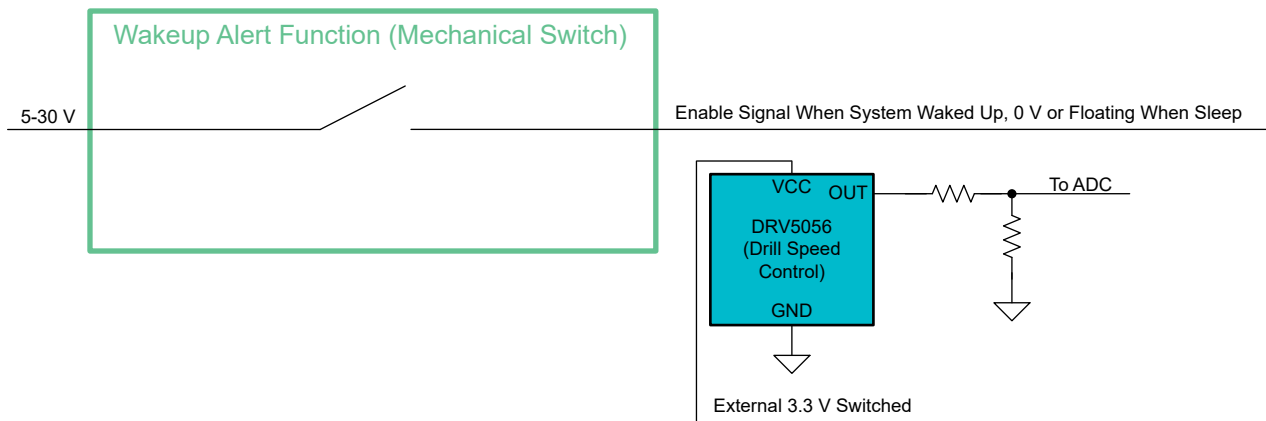 Wakeup Alert Function (Mechanical Switch)
5-30 V
Enable Signal When System Waked Up, 0 V or Floating When Sleep
VCC
OUT
To ADC
DRV5056
(Drill Speed
Control)
GND
External 3.3 V Switched